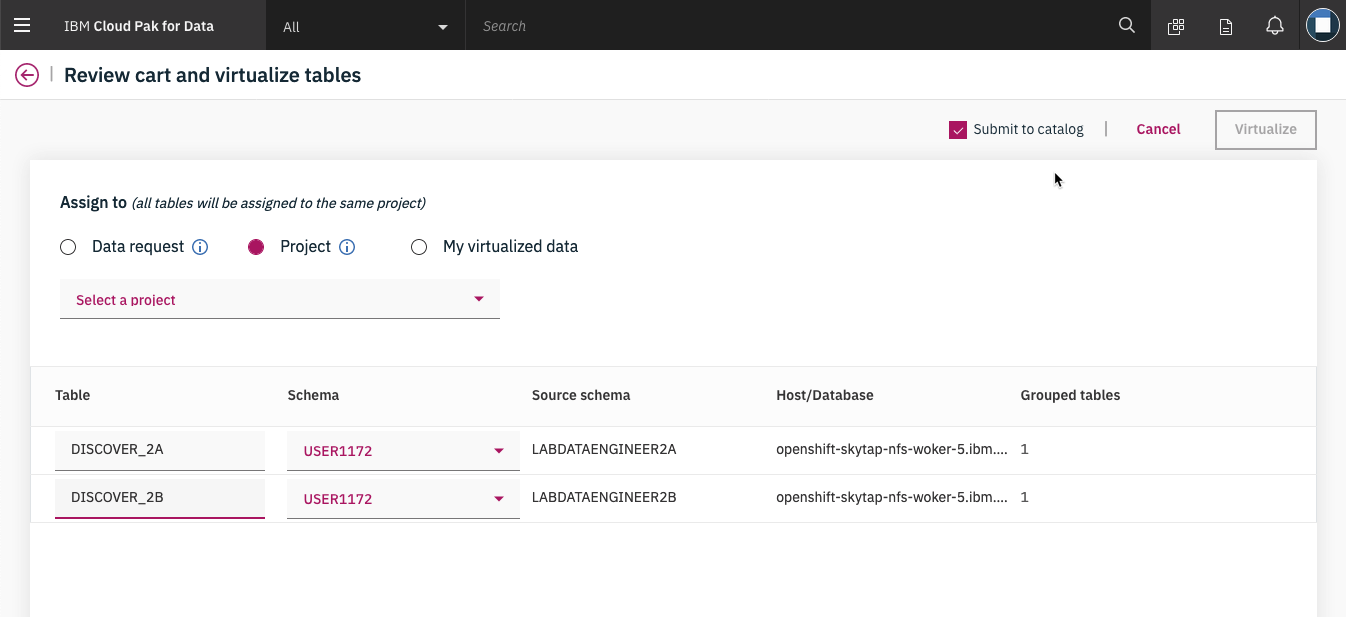 IBM Cloud Pak for Data All Search
Review cart and virtualize tables
Submit to catalog | Cancel Virtualize
Assign to (all tables will be assigned to the same project)
Data request Project My virtualized data
Select a project
Table Schema Source schema Host/Database Grouped tables
DISCOVER_2A USER1172 LABDATAENGINEER2A openshift-skytap-nfs-woker-5.ibm.... 1
DISCOVER_2B USER1172 LABDATAENGINEER2B openshift-skytap-nfs-woker-5.ibm.... 1